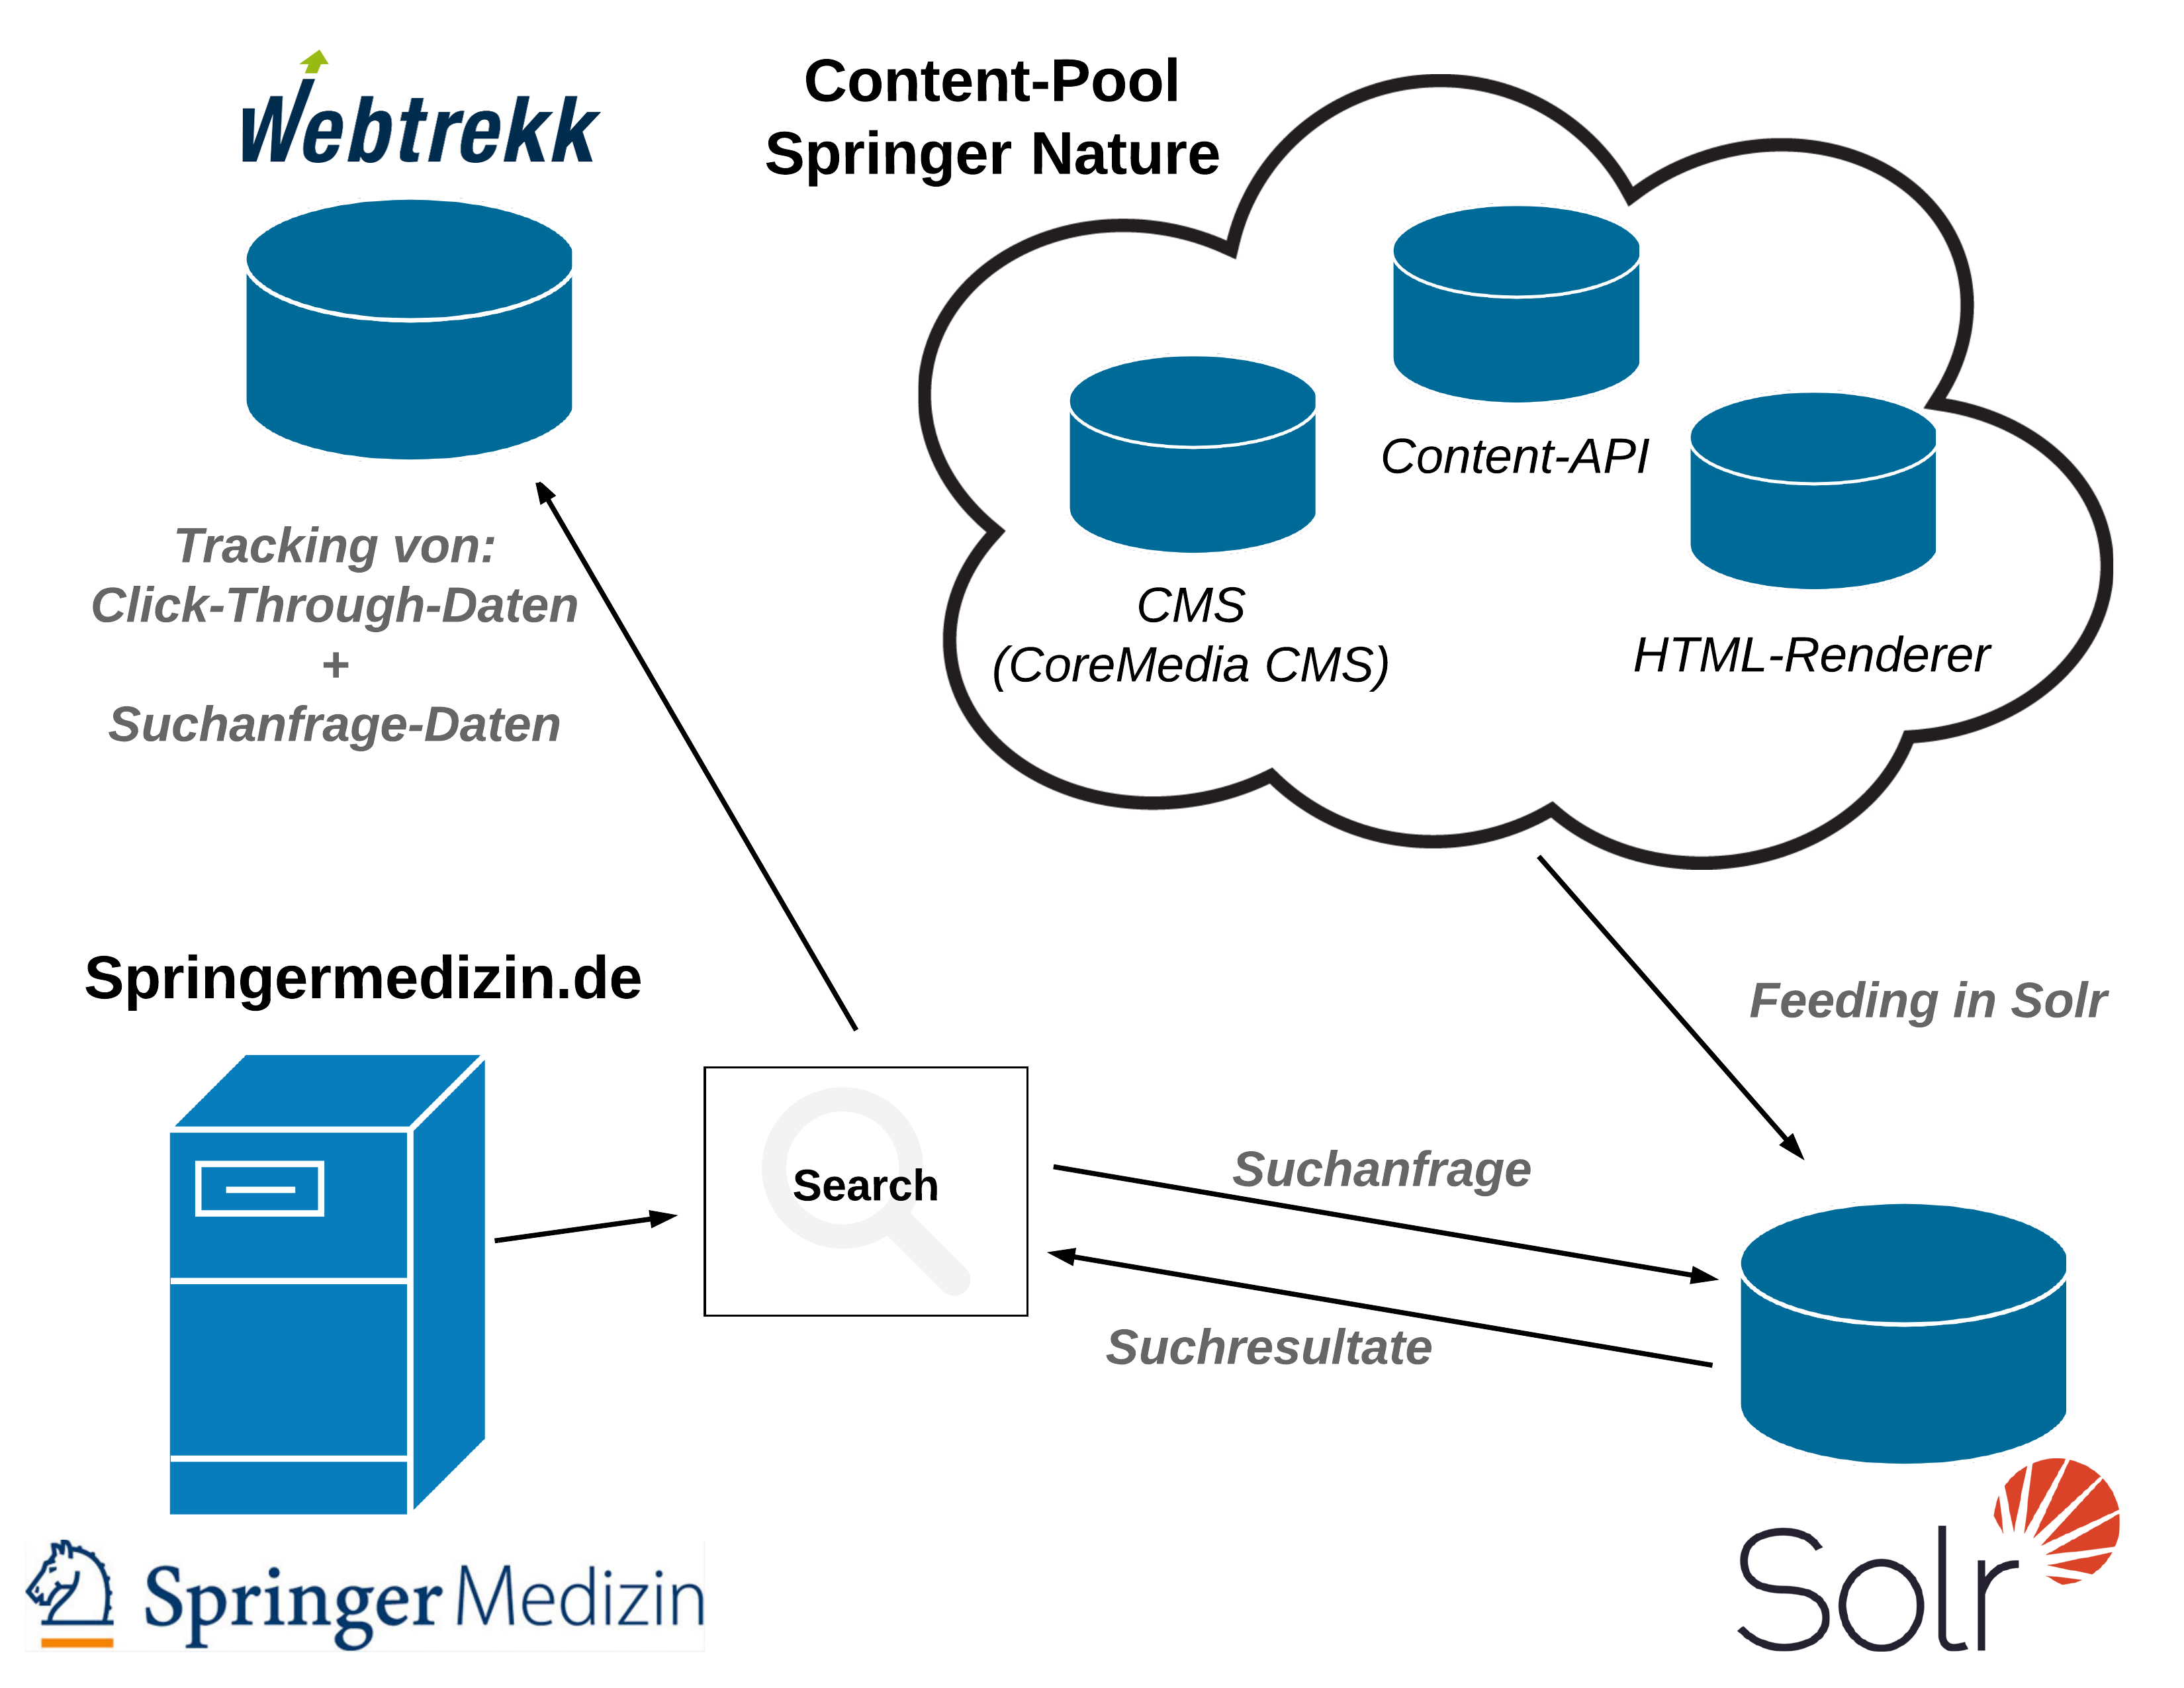 Webtrekk
Content-Pool
Springer Nature
Content-API
CMS
(CoreMedia CMS)
HTML-Renderer
Tracking von:
Click-Through-Daten
+
Suchanfrage-Daten
Springermedizin.de
Feeding in Solr
Search
Suchanfrage
Suchresultate
Springer Medizin
Solr